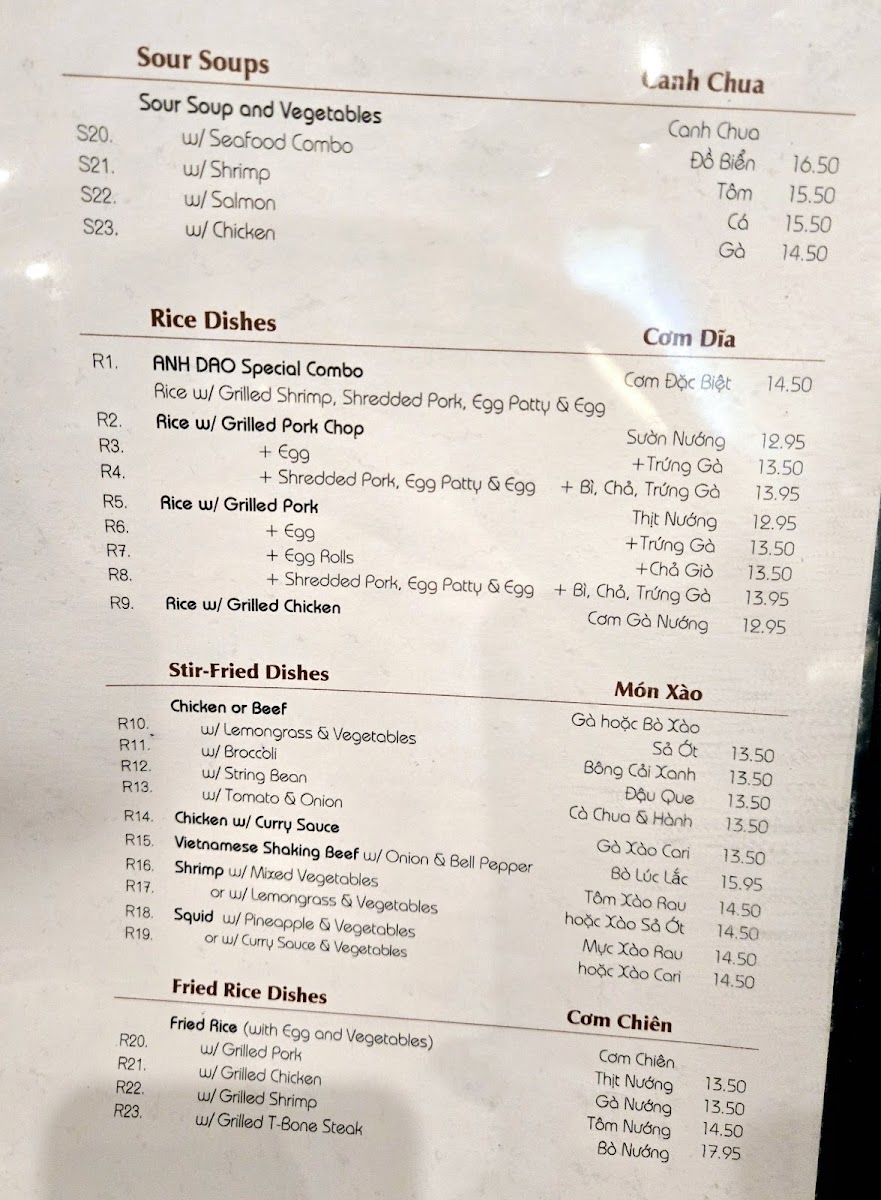 Sour Soups Canh Chua
Sour Soup and Vegetables Canh Chua
S20. w/ Seafood Combo Đồ Biển 16.50
S21. w/ Shrimp Tôm 15.50
S22. w/ Salmon Cá 15.50
S23. w/ Chicken Gà 14.50
Rice Dishes Cơm Dĩa
R1. ANH DAO Special Combo Cơm Đặc Biệt 14.50
Rice w/ Grilled Shrimp, Shredded Pork, Egg Patty & Egg
R2. Rice w/ Grilled Pork Chop Sườn Nướng 12.95
R3. + Egg +Trứng Gà 13.50
R4. + Shredded Pork, Egg Patty & Egg + Bì, Chả, Trứng Gà 13.95
R5. Rice w/ Grilled Pork Thịt Nướng 12.95
R6. + Egg +Trứng Gà 13.50
R7. + Egg Rolls +Chả Giò 13.50
R8. + Shredded Pork, Egg Patty & Egg + Bì, Chả, Trứng Gà 13.95
R9. Rice w/ Grilled Chicken Cơm Gà Nướng 12.95
Stir-Fried Dishes Món Xào
Chicken or Beef Gà hoặc Bò Xào
R10. w/ Lemongrass & Vegetables Sả Ớt 13.50
R11. w/ Broccoli Bông Cải Xanh 13.50
R12. w/ String Bean Đậu Que 13.50
R13. w/ Tomato & Onion Cà Chua & Hành 13.50
R14. Chicken w/ Curry Sauce Gà Xào Cari 13.50
R15. Vietnamese Shaking Beef w/ Onion & Bell Pepper Bò Lúc Lắc 15.95
R16. Shrimp w/ Mixed Vegetables Tôm Xào Rau 14.50
R17. or w/ Lemongrass & Vegetables hoặc Xào Sả Ớt 14.50
R18. Squid w/ Pineapple & Vegetables Mực Xào Rau 14.50
R19. or w/ Curry Sauce & Vegetables hoặc Xào Cari 14.50
Fried Rice Dishes Cơm Chiên
Fried Rice (with Egg and Vegetables) Cơm Chiên
R20. w/ Grilled Pork Thịt Nướng 13.50
R21. w/ Grilled Chicken Gà Nướng 13.50
R22. w/ Grilled Shrimp Tôm Nướng 14.50
R23. w/ Grilled T-Bone Steak Bò Nướng 17.95